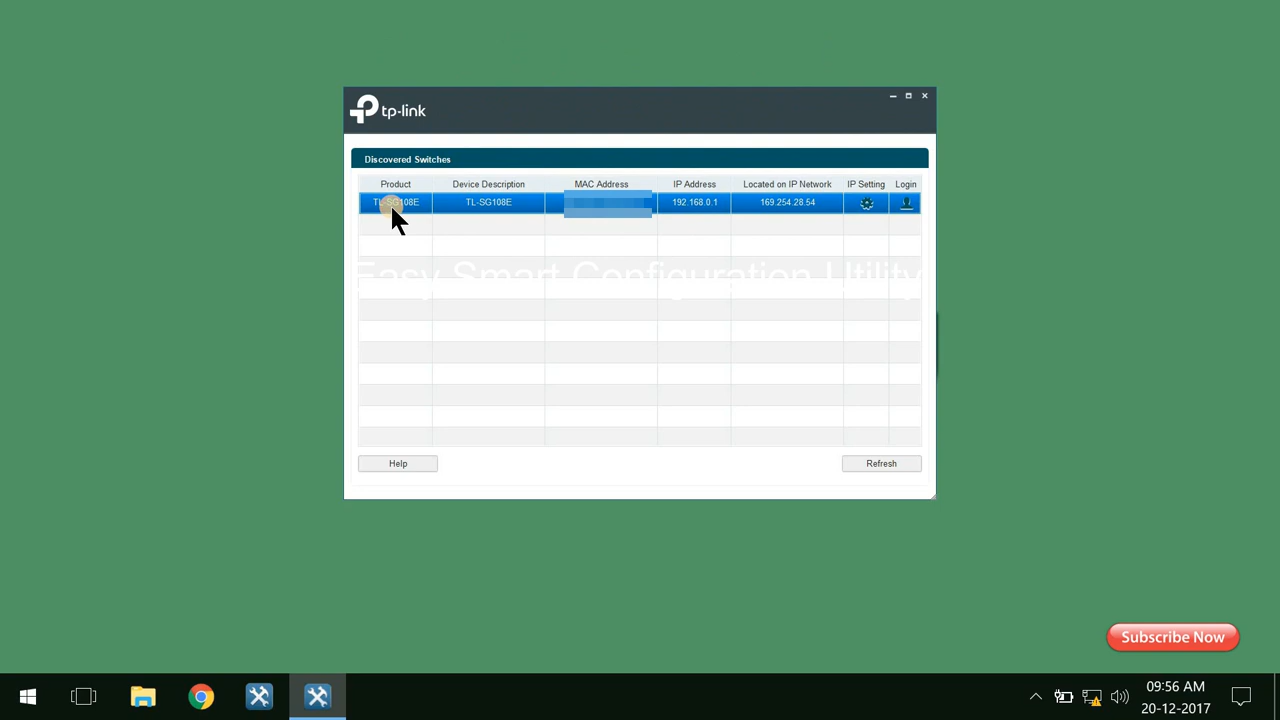 tp-link
Discovered Switches
Product Device Description MAC Address IP Address Located on IP Network IP Setting Login
TL-SG108E TL-SG108E 192.168.0.1 169.254.28.54
Easy Smart Configuration Utility
Help Refresh
Subscribe Now
09:56 AM
20-12-2017